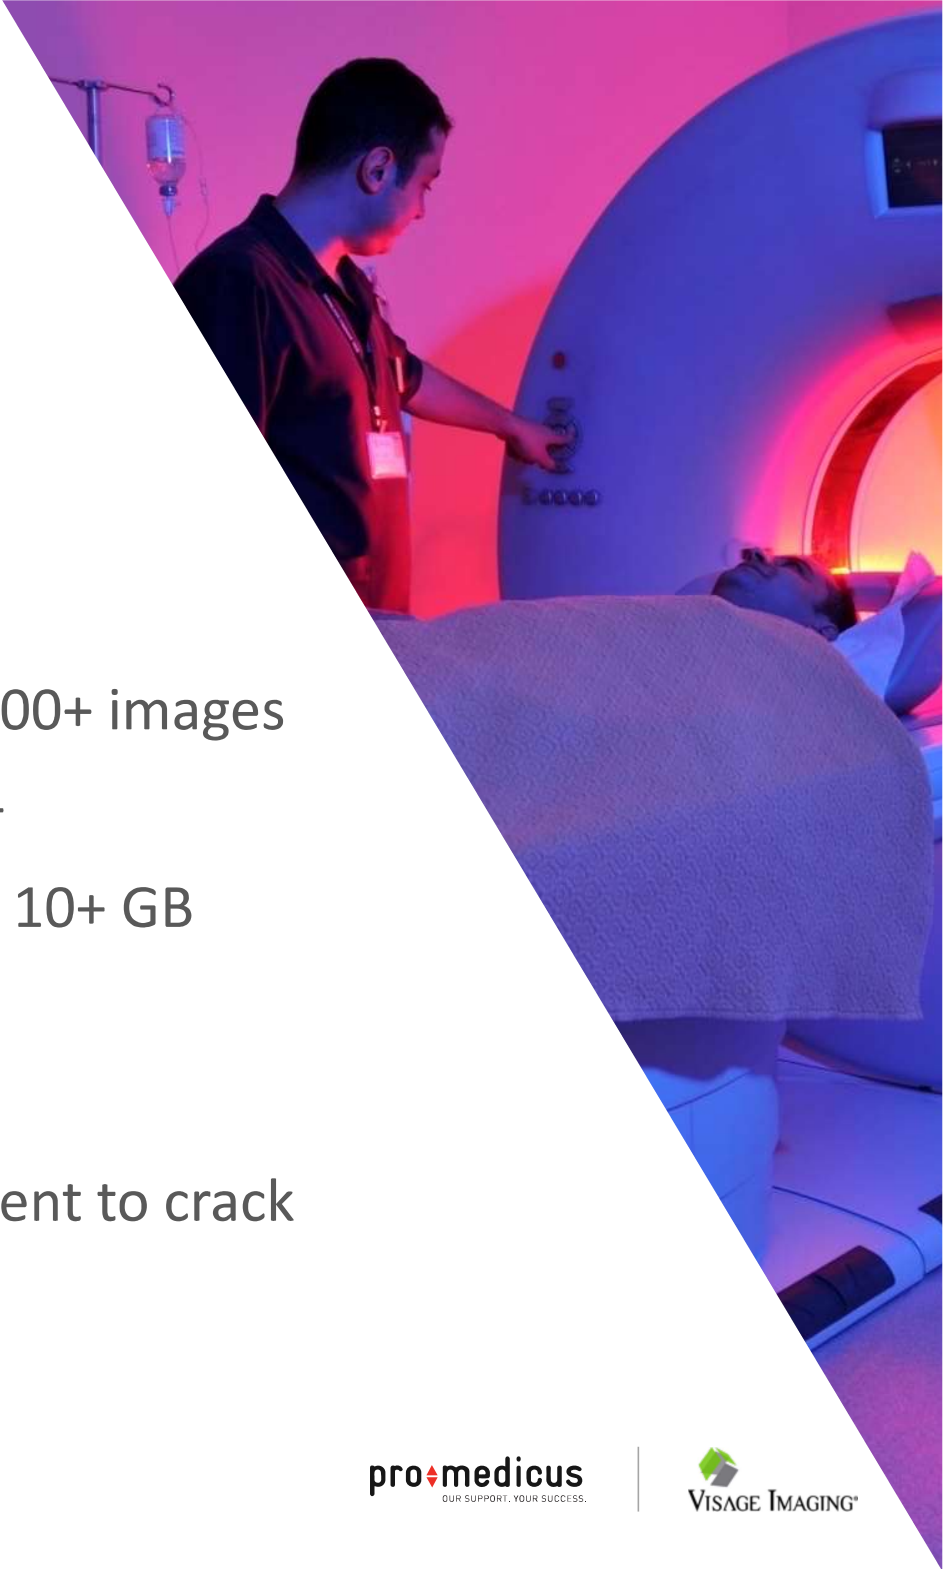 00+ images
10+ GB
ent to crack
pro medicus
OUR SUPPORT. YOUR SUCCESS.
VISAGE IMAGING®